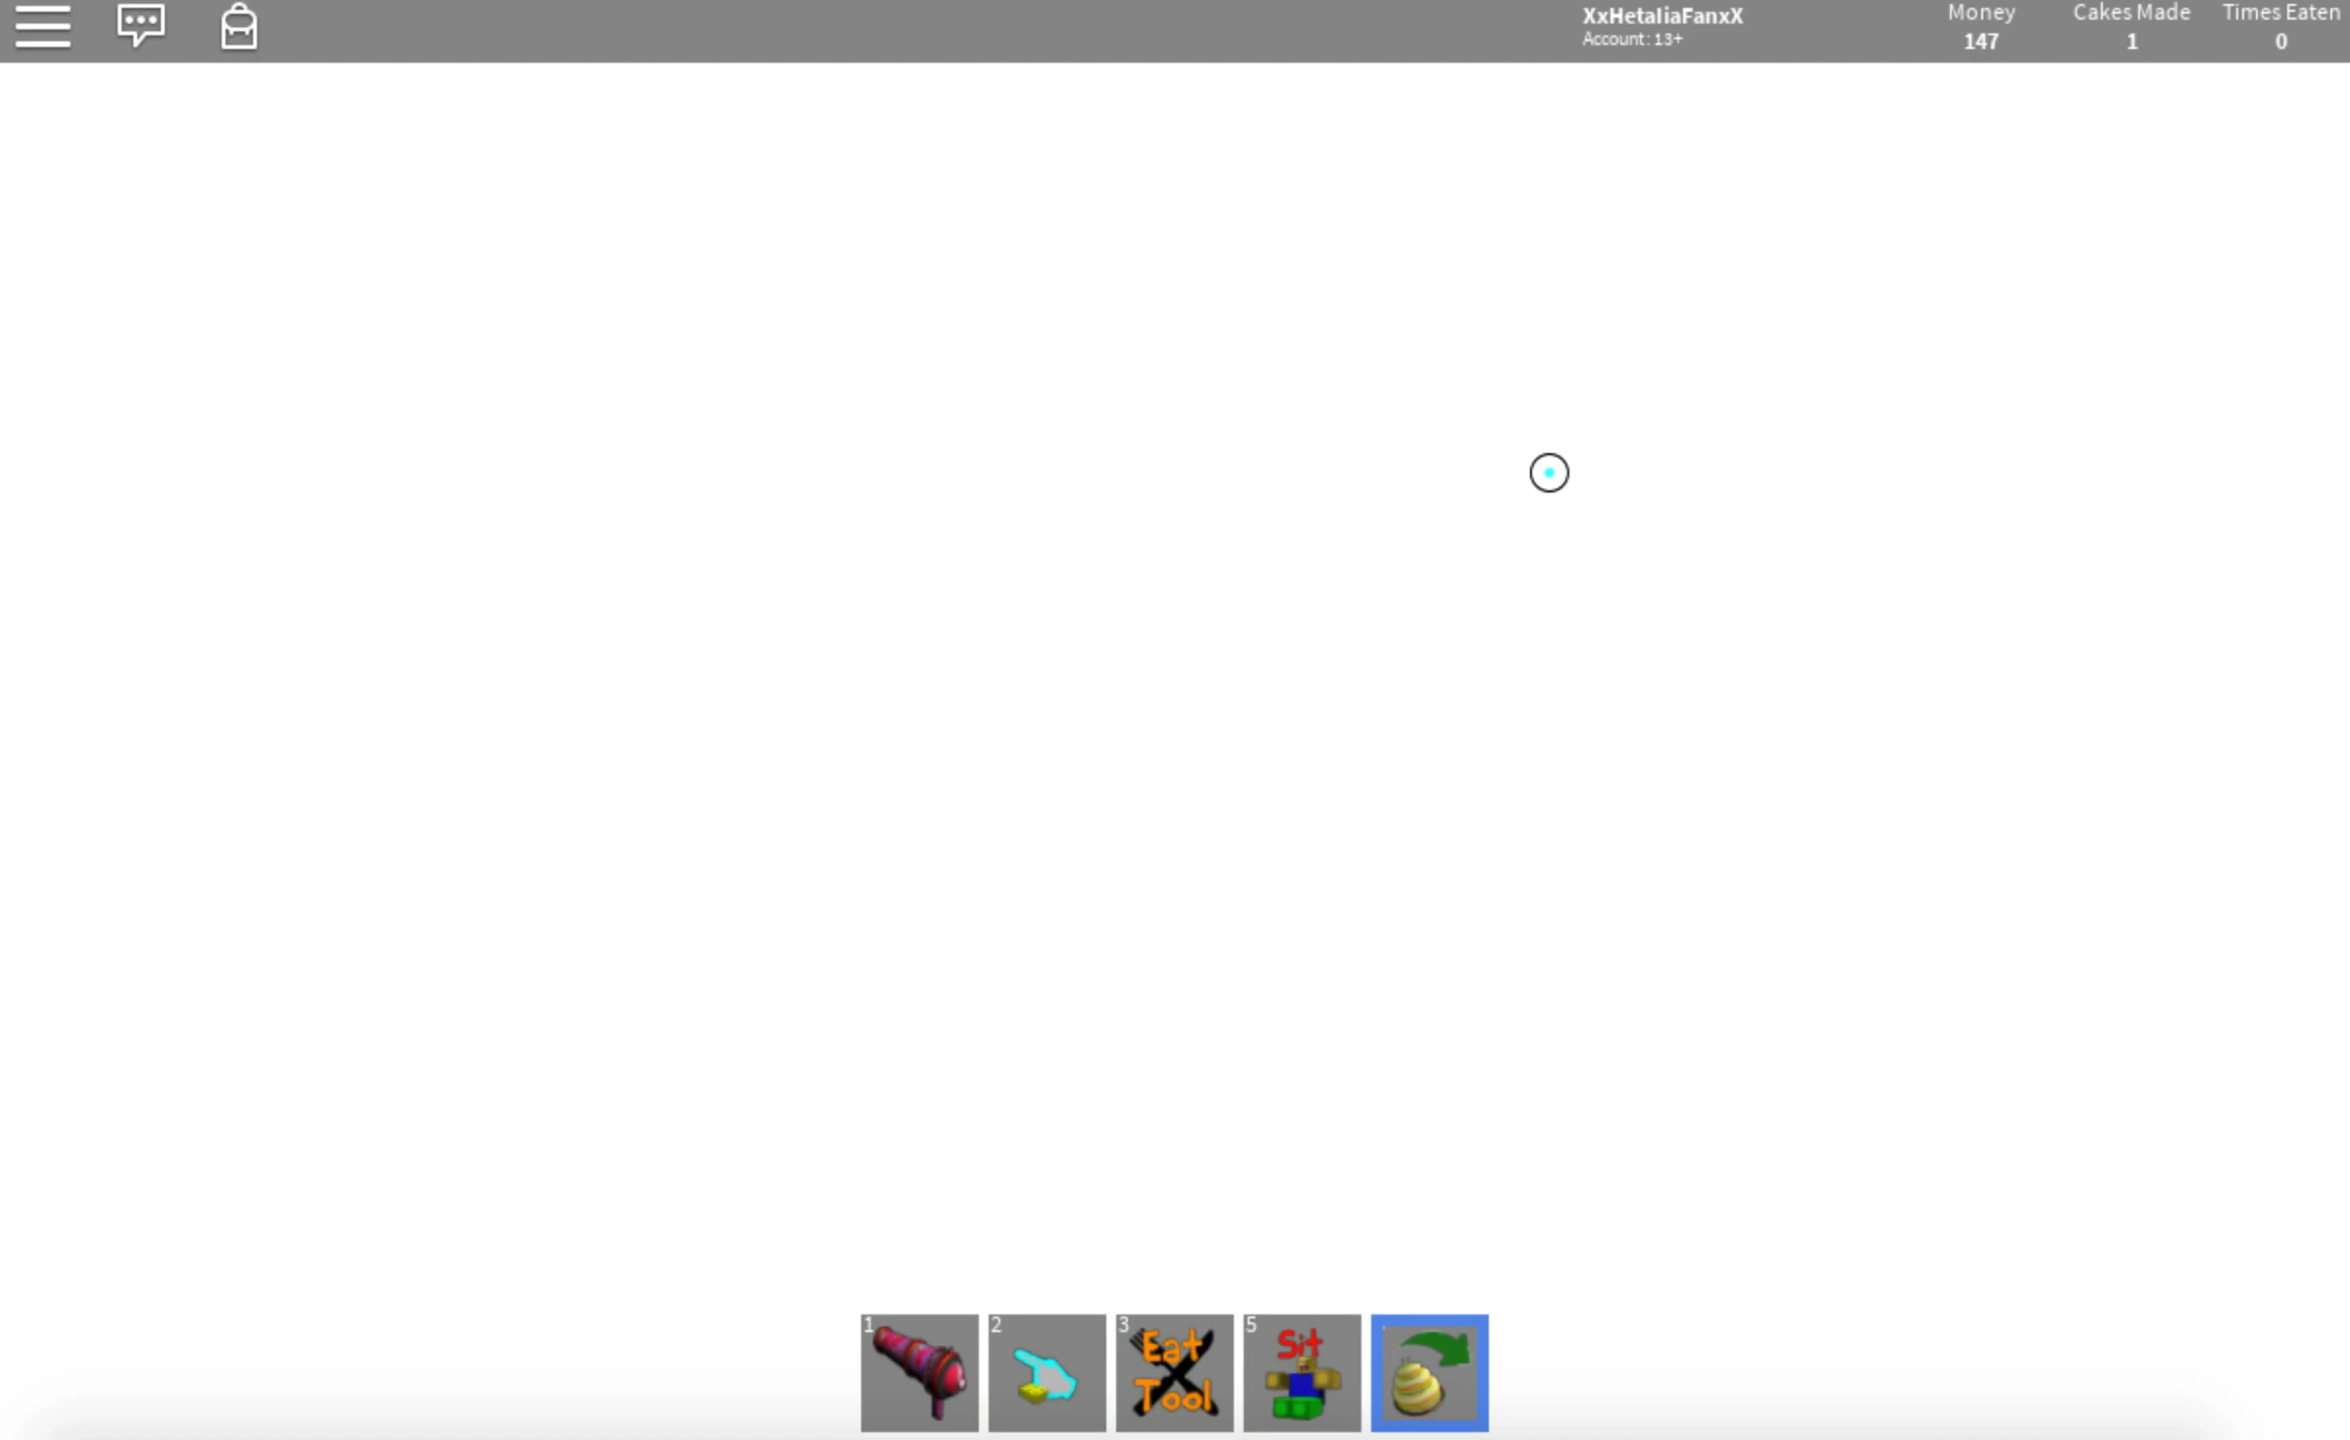 XxHetaliaFanxX
Account: 13+
Money
147
Cakes Made
1
Times Eaten
0
1
2
3
Eat
Tool
5
Sit